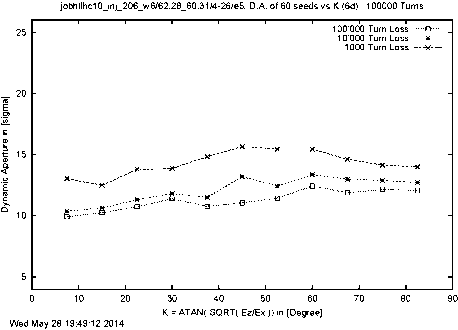 jobhilhc10_inj_206_w6/62.28_60.31/4-26/e5. D.A. of 60 seeds vs K (6d) 100000 Turns
100'000 Turn Loss
10'000 Turn Loss
1000 Turn Loss
25
20
15
10
5
Dynamic Aperture in [sigma]
0 10 20 30 40 50 60 70 80 90
K = ATAN( SQRT( Ez/Ex )) in [Degree]
Wed May 28 19:49:12 2014